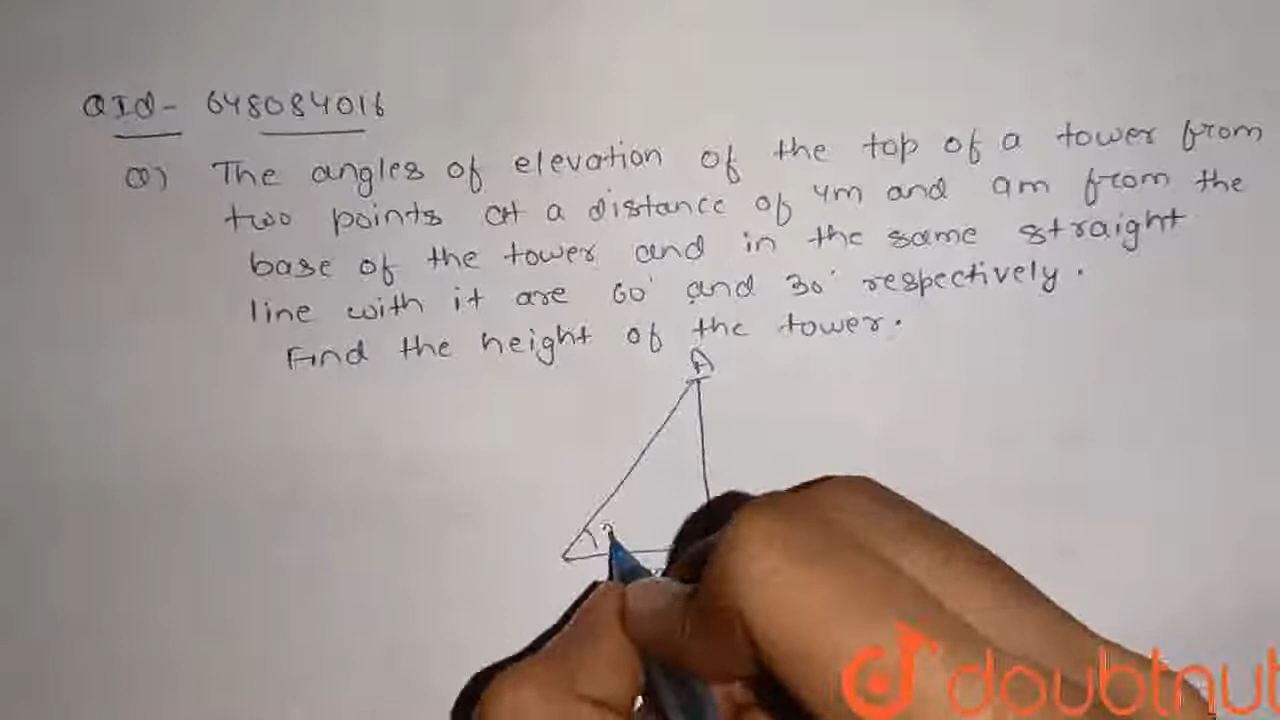 QId- 648084016
Q) The angles of elevation of the top of a tower from
two points at a distance of 4m and 9m from the
base of the tower and in the same straight
line with it are 60° and 30° respectively.
Find the height of the tower.
A
doubtnut